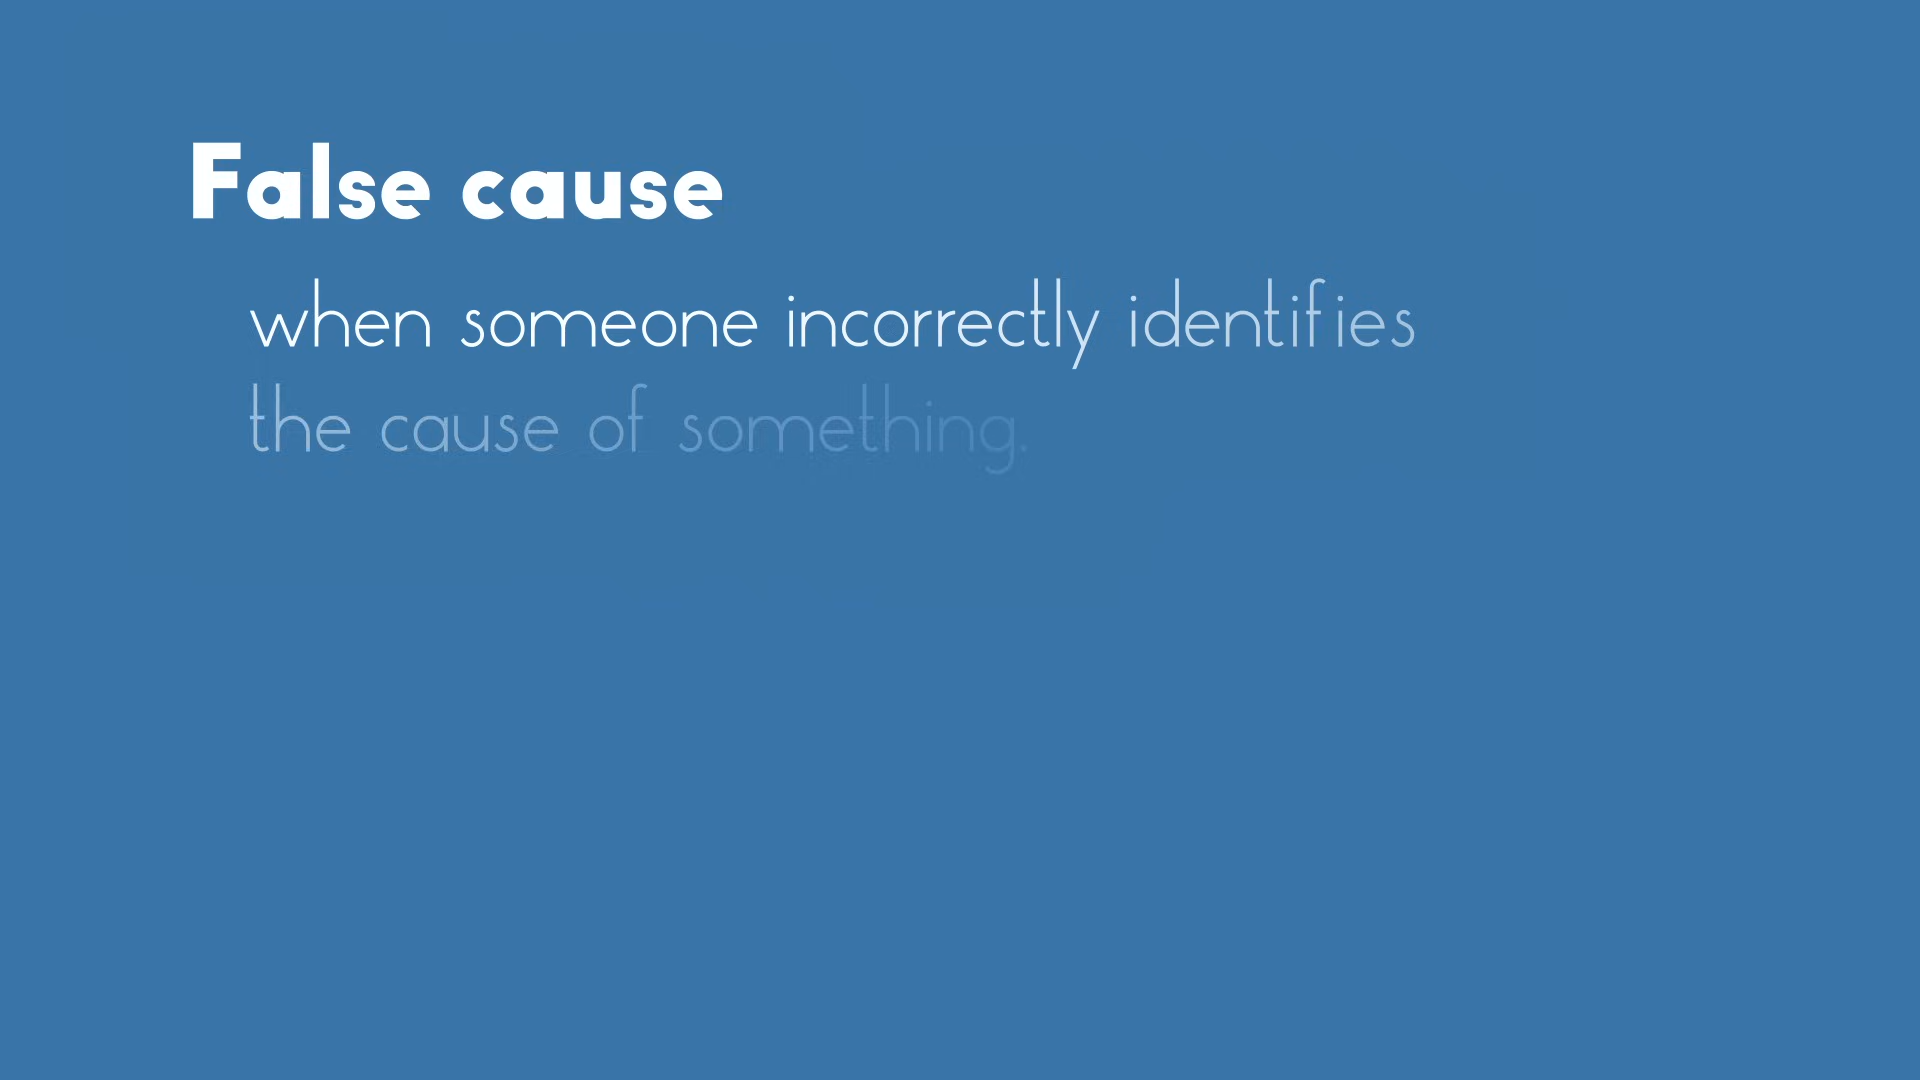 False cause
when someone incorrectly identifies
the cause of something.